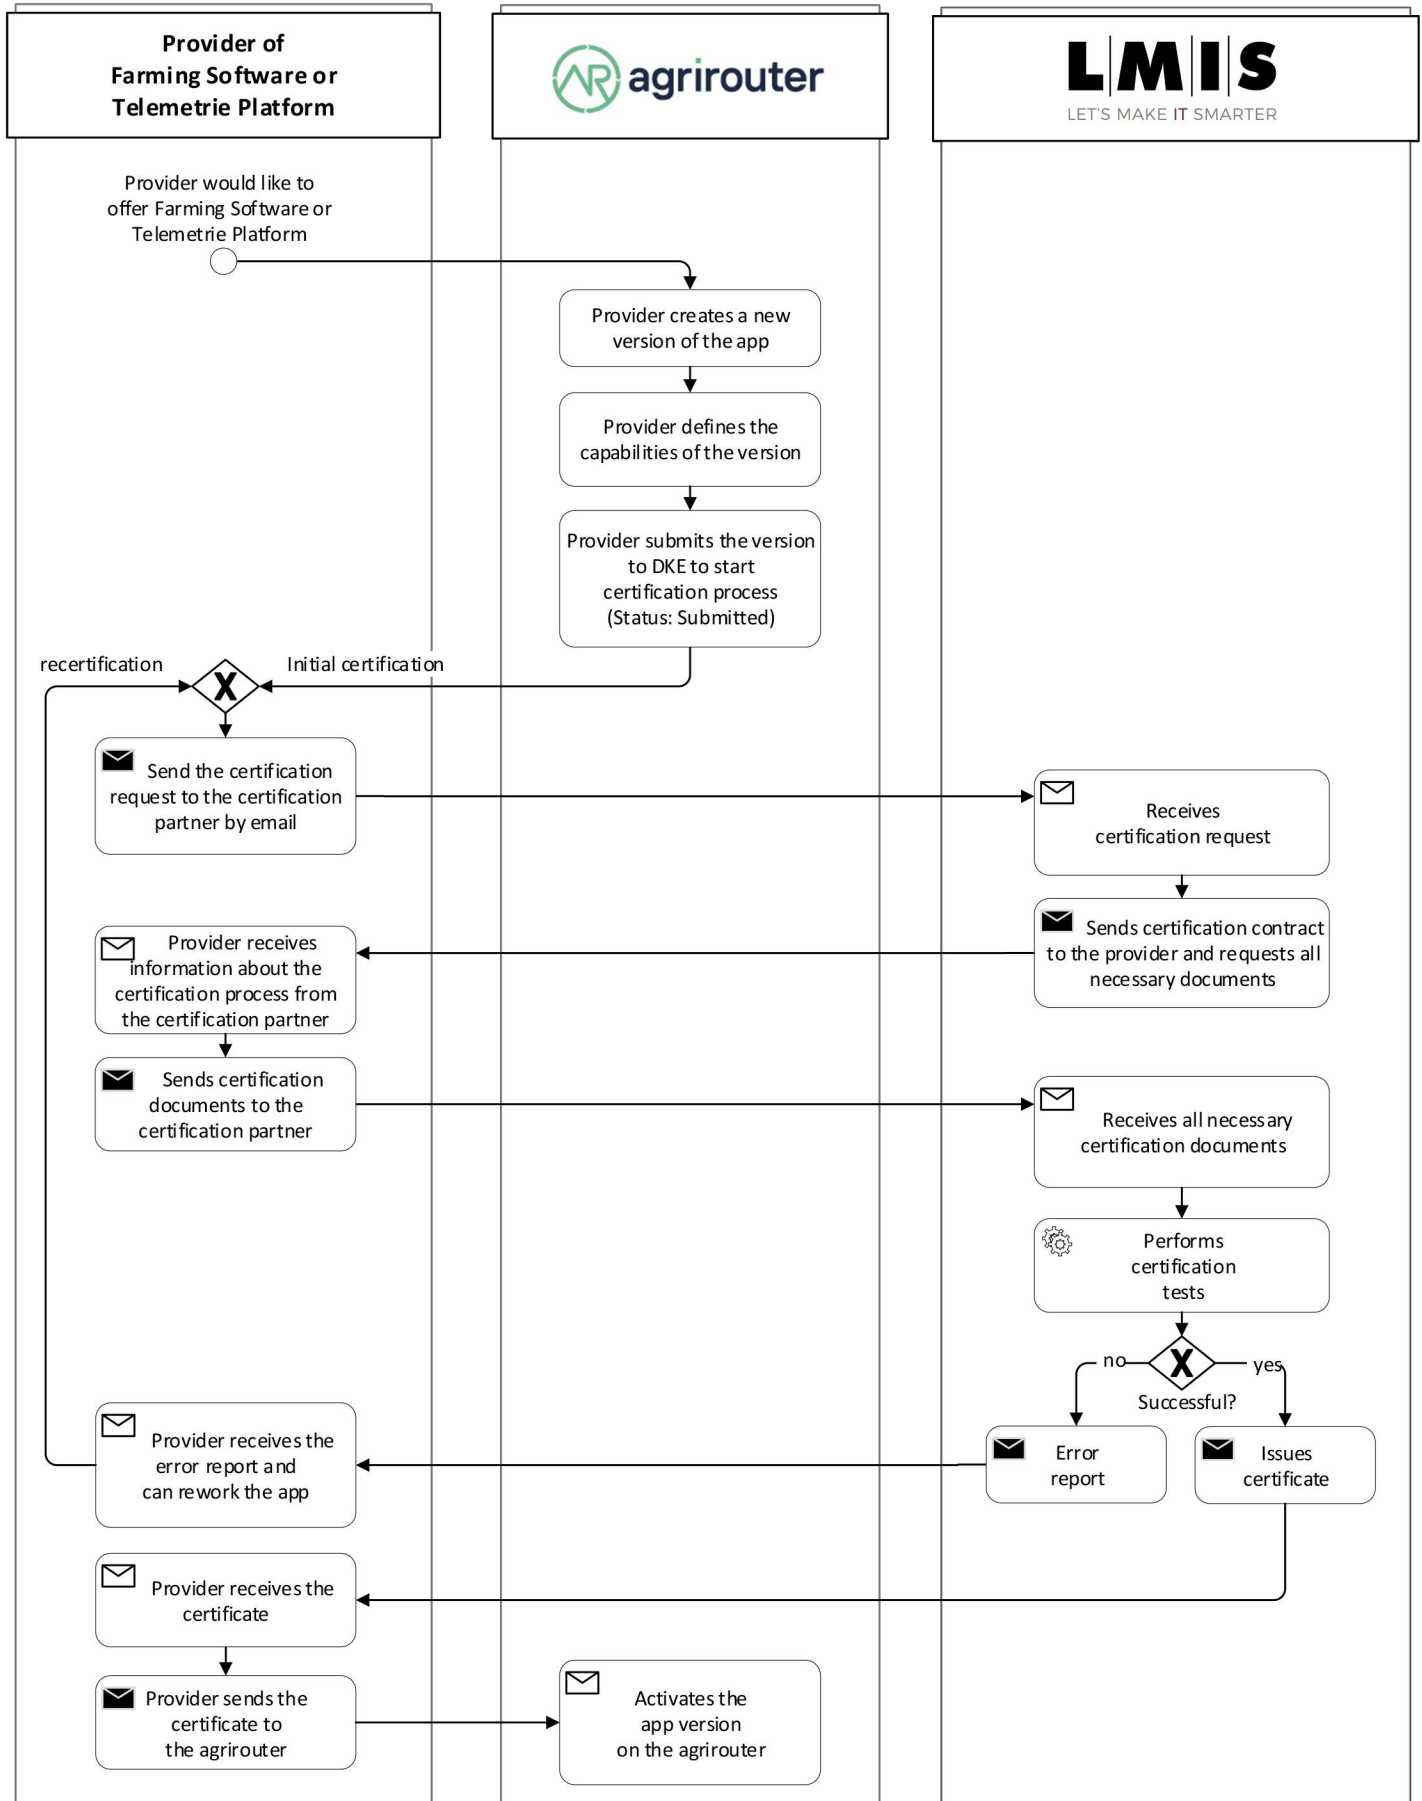 Provider of
Farming Software or
Telemetrie Platform
agrirouter
LMIS
LET'S MAKE IT SMARTER
Provider would like to
offer Farming Software or
Telemetrie Platform
Provider creates a new
version of the app
Provider defines the
capabilities of the version
Provider submits the version
to DKE to start
certification process
(Status: Submitted)
recertification
X
Initial certification
Send the certification
request to the certification
partner by email
Receives
certification request
Sends certification contract
to the provider and requests all
necessary documents
Provider receives
information about the
certification process from
the certification partner
Sends certification
documents to the
certification partner
Receives all necessary
certification documents
Performs
certification
tests
no
X
yes
Successful?
Error
report
Issues
certificate
Provider receives the
error report and
can rework the app
Provider receives the
certificate
Provider sends the
certificate to
the agrirouter
Activates the
app version
on the agrirouter